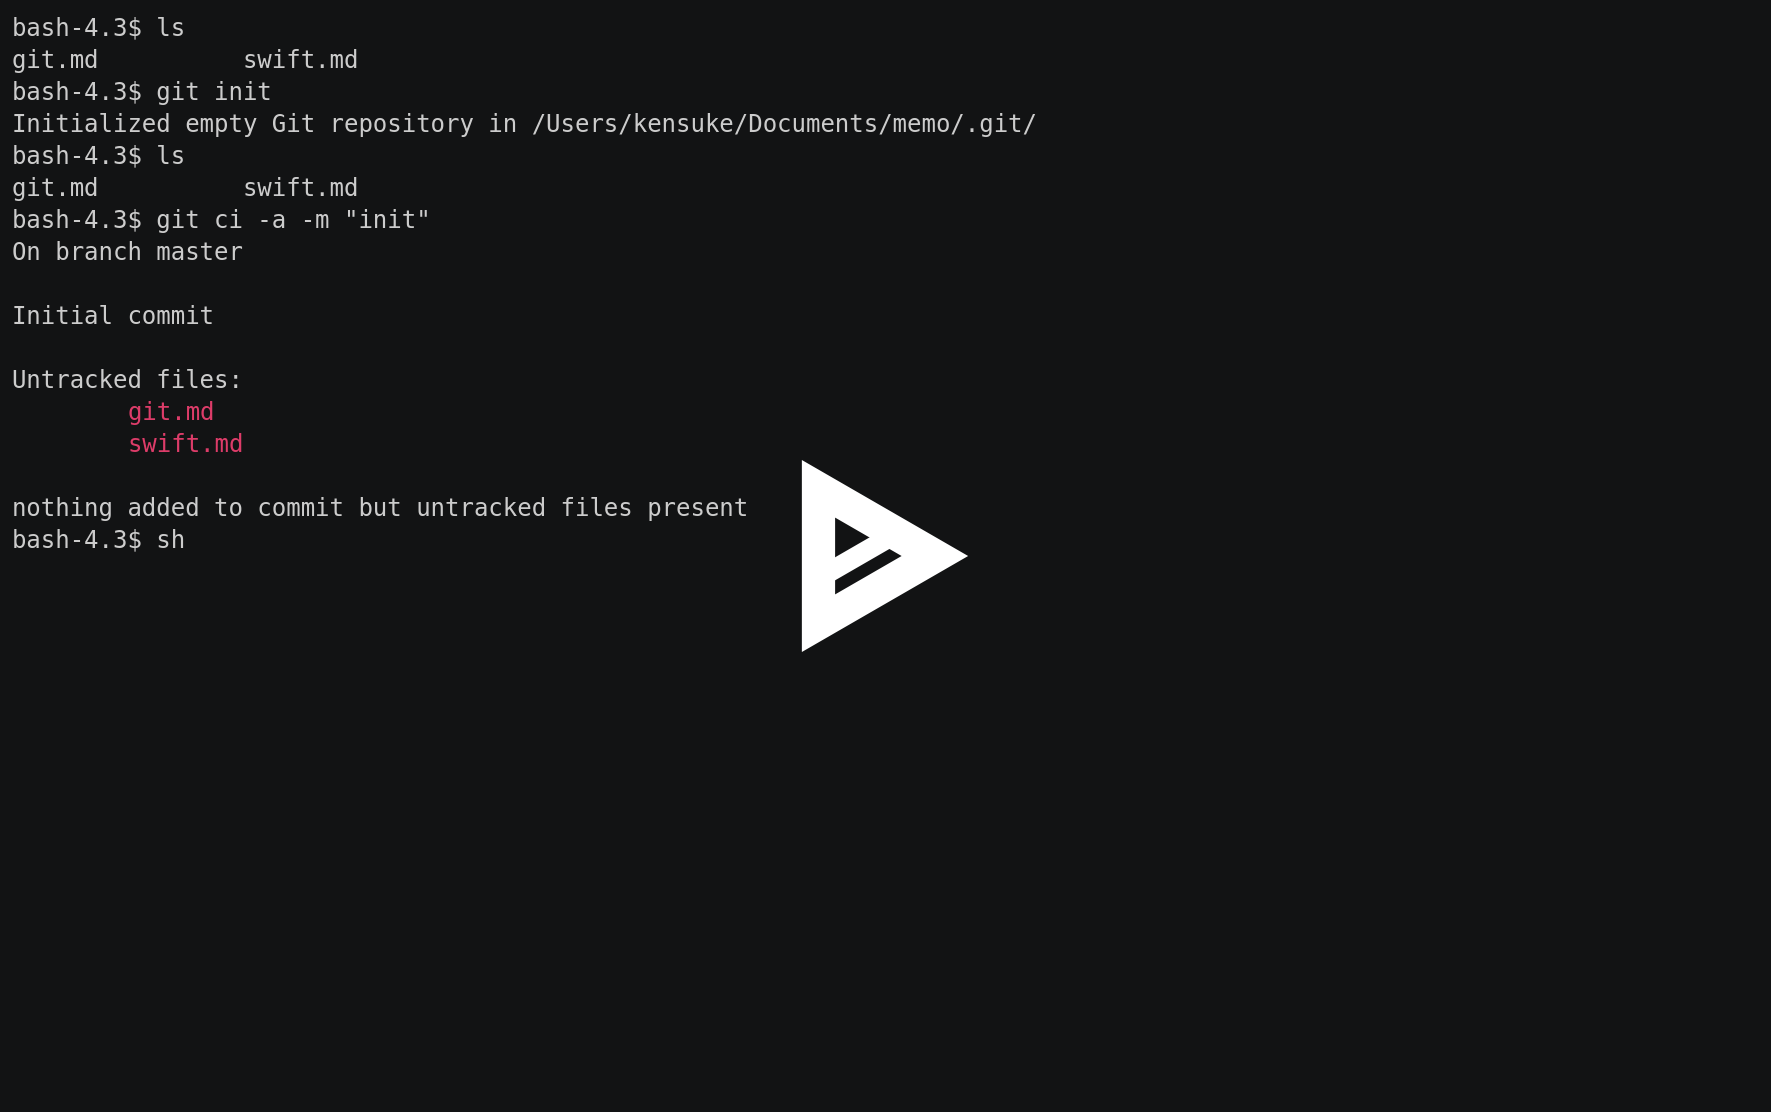 bash-4.3$ ls
git.md          swift.md
bash-4.3$ git init
Initialized empty Git repository in /Users/kensuke/Documents/memo/.git/
bash-4.3$ ls
git.md          swift.md
bash-4.3$ git ci -a -m "init"
On branch master
Initial commit
Untracked files:
        git.md
        swift.md
nothing added to commit but untracked files present
bash-4.3$ sh